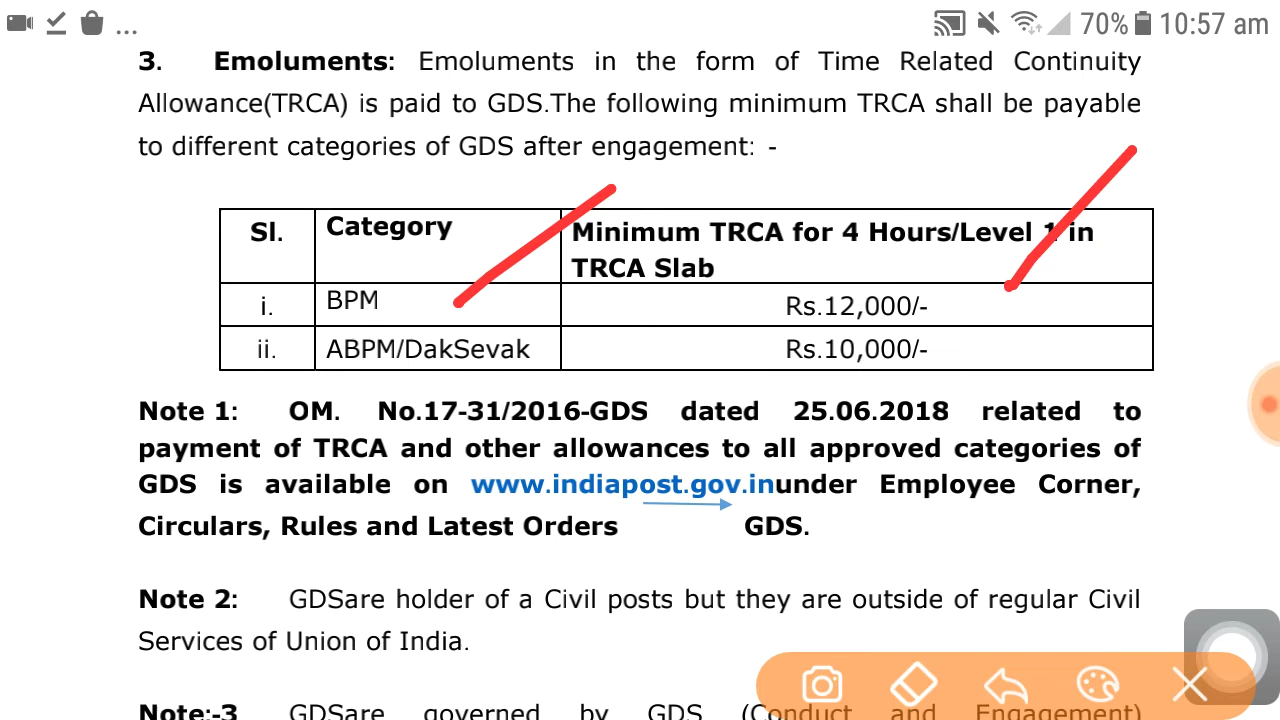 ... 70% 10:57 am
3. Emoluments: Emoluments in the form of Time Related Continuity
Allowance(TRCA) is paid to GDS.The following minimum TRCA shall be payable
to different categories of GDS after engagement: -
Sl. Category Minimum TRCA for 4 Hours/Level 1 in
TRCA Slab
i. BPM Rs.12,000/-
ii. ABPM/DakSevak Rs.10,000/-
Note 1: OM. No.17-31/2016-GDS dated 25.06.2018 related to
payment of TRCA and other allowances to all approved categories of
GDS is available on www.indiapost.gov.inunder Employee Corner,
Circulars, Rules and Latest Orders GDS.
Note 2: GDSare holder of a Civil posts but they are outside of regular Civil
Services of Union of India.
Note:-3 GDSare governed by GDS (Conduct and Engagement)